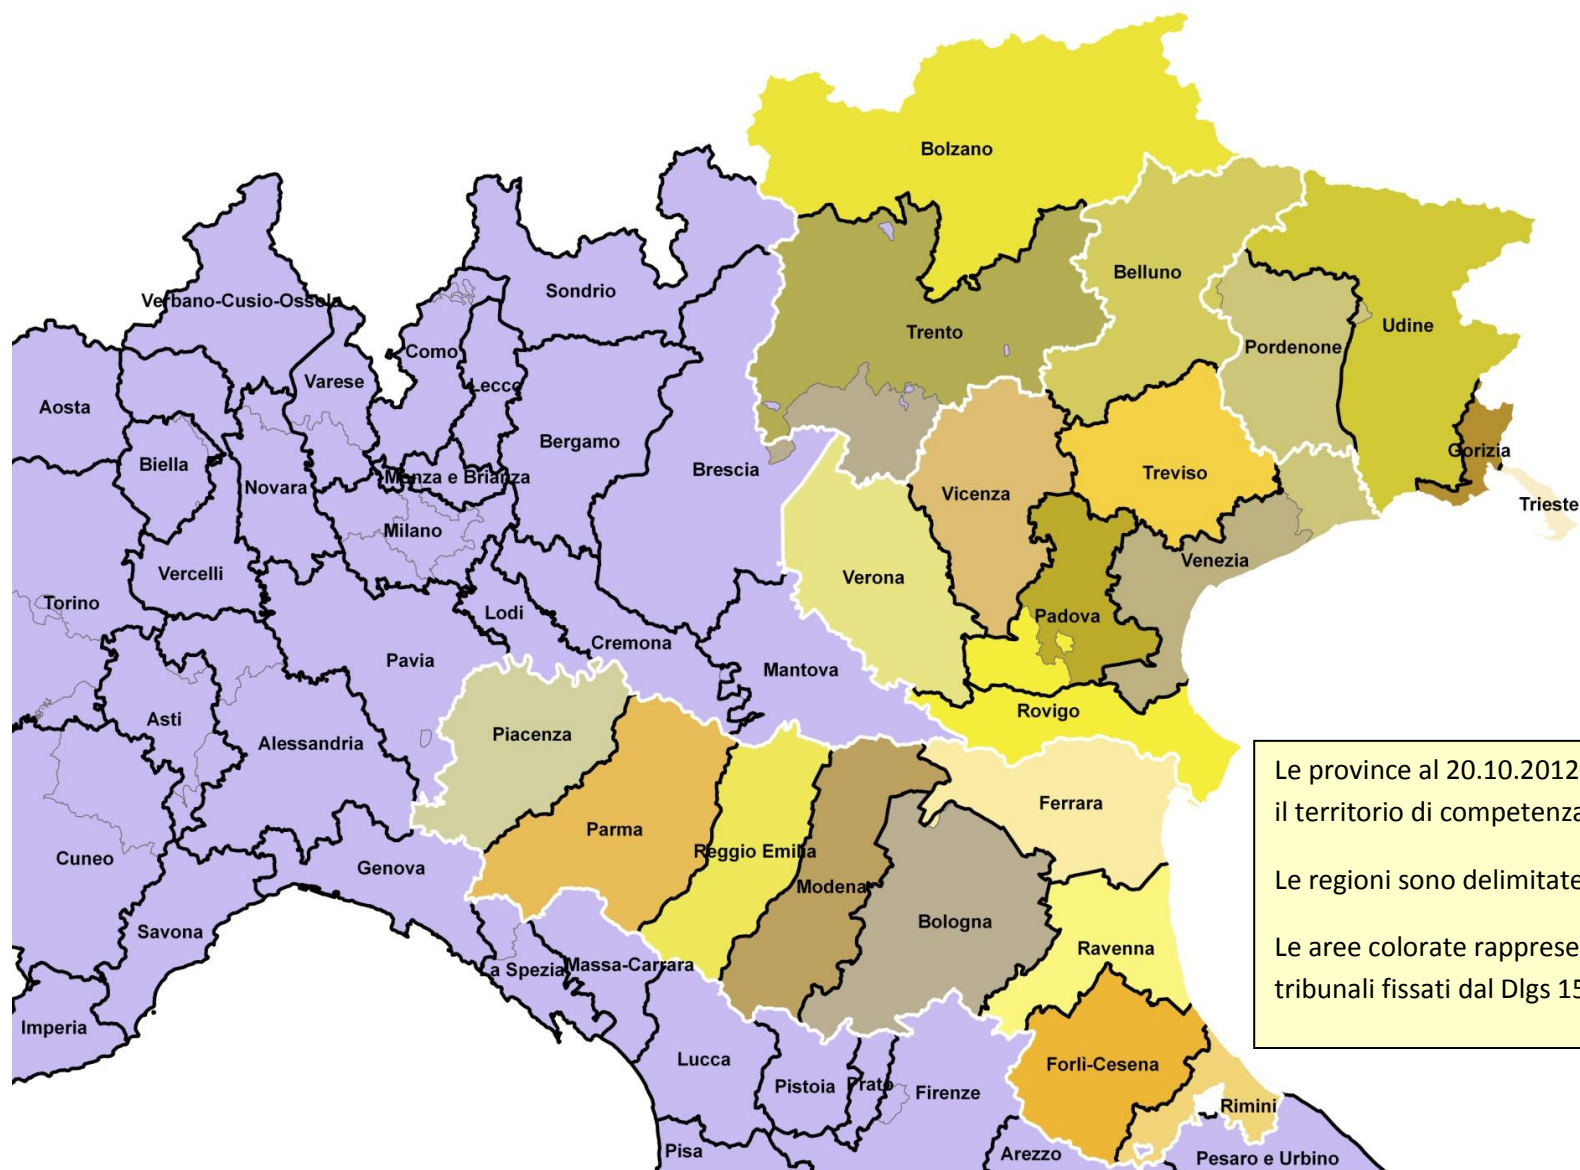 Bolzano
Belluno
Sondrio
Verbano-Cusio-Ossola
Trento
Udine
Pordenone
Como
Varese
Lecco
Aosta
Bergamo
Gorizia
Biella
Brescia
Treviso
Monza e Brianza
Novara
Vicenza
Trieste
Milano
Venezia
Vercelli
Verona
Torino
Lodi
Padova
Cremona
Pavia
Mantova
Rovigo
Asti
Piacenza
Alessandria
Le province al 20.10.2012
il territorio di competenza
Ferrara
Parma
Reggio Emilia
Cuneo
Genova
Modena
Le regioni sono delimitate
Bologna
Savona
Ravenna
Le aree colorate rapprese
La Spezia
Massa-Carrara
tribunali fissati dal Dlgs 15
Imperia
Lucca
Forlì-Cesena
Pistoia
Prato
Firenze
Rimini
Pisa
Arezzo
Pesaro e Urbino